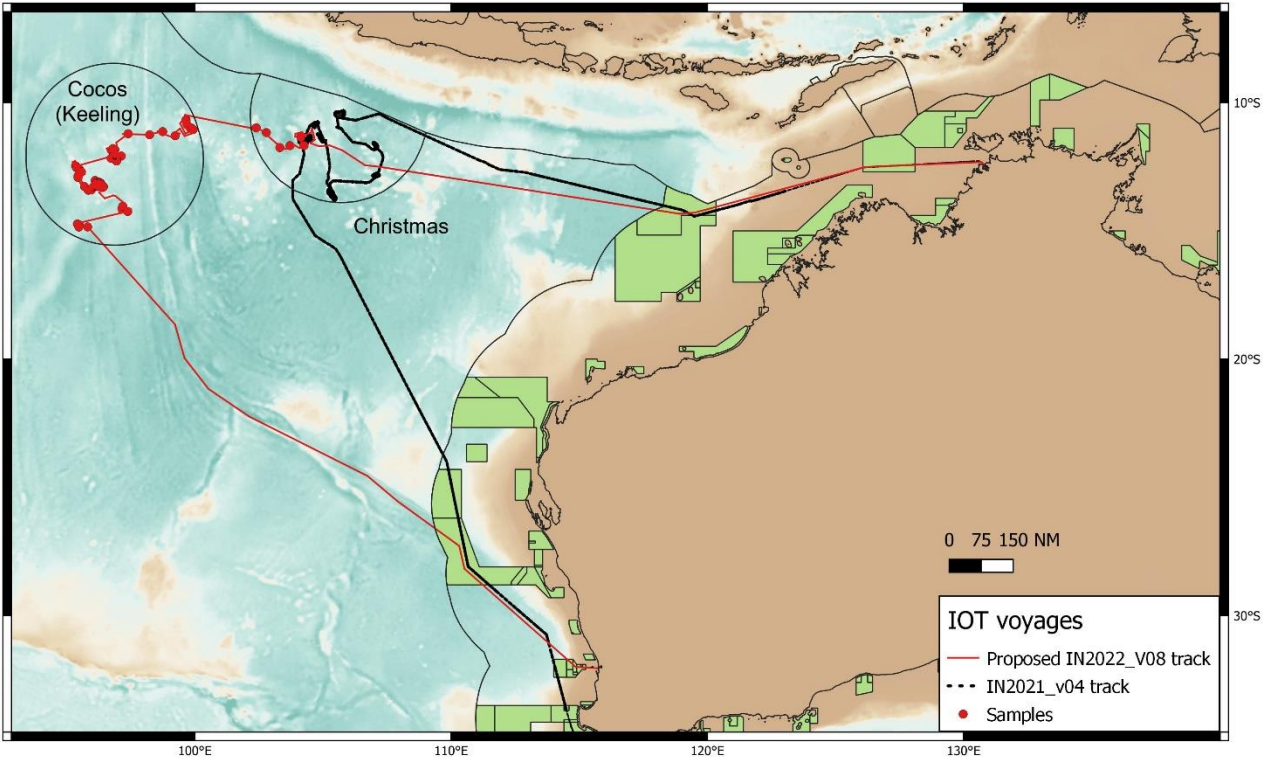 Cocos
(Keeling)
Christmas
10°S
20°S
30°S
0 75 150 NM
IOT voyages
Proposed IN2022_V08 track
IN2021_v04 track
Samples
100°E 110°E 120°E 130°E